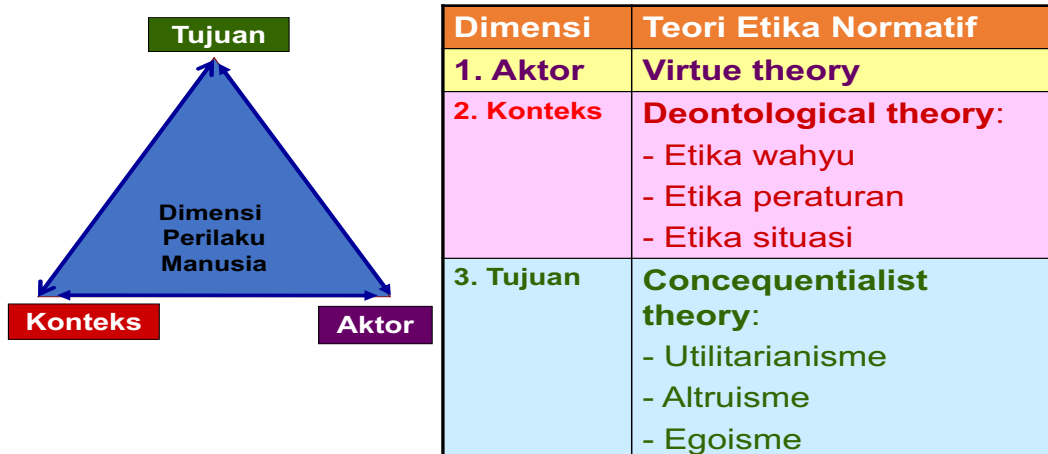 Tujuan
Dimensi
Perilaku
Manusia
Konteks
Aktor
Dimensi Teori Etika Normatif
1. Aktor Virtue theory
2. Konteks Deontological theory:
- Etika wahyu
- Etika peraturan
- Etika situasi
3. Tujuan Concequentialist
theory:
- Utilitarianisme
- Altruisme
- Egoisme